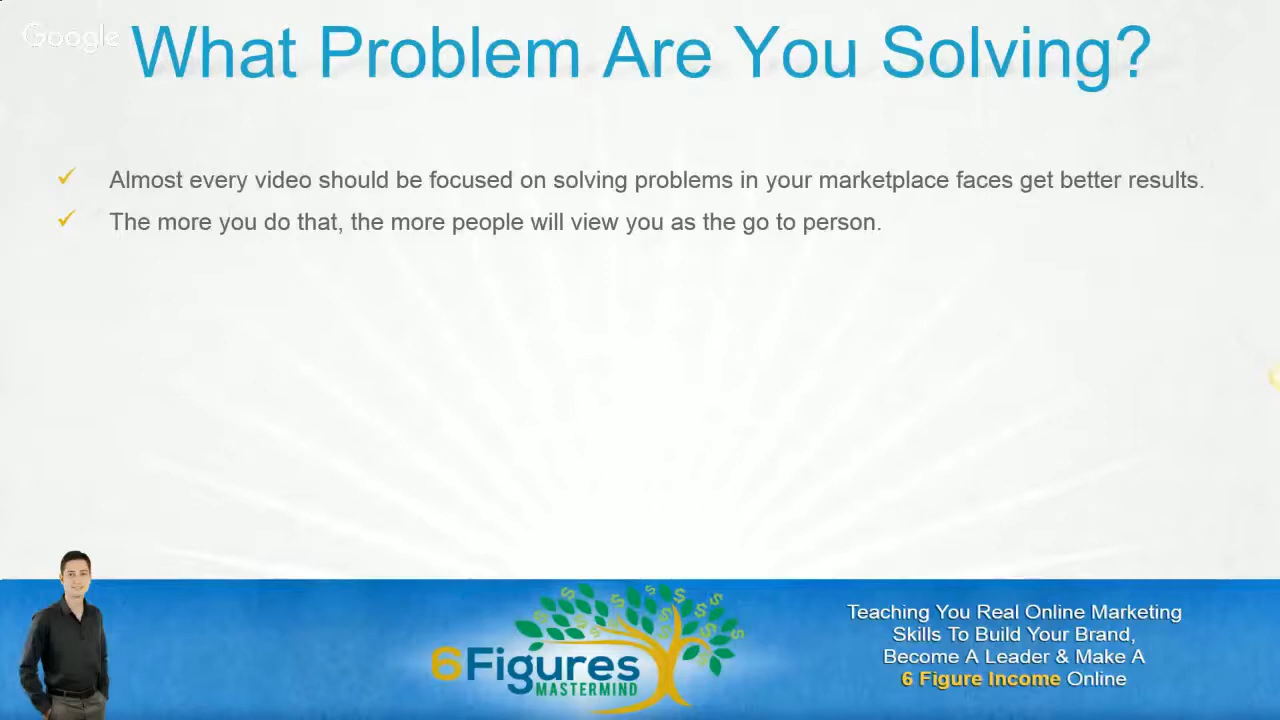 Google
What Problem Are You Solving?
Almost every video should be focused on solving problems in your marketplace faces get better results.
The more you do that, the more people will view you as the go to person.
6Figures
MASTERMIND
Teaching You Real Online Marketing
Skills To Build Your Brand,
Become A Leader & Make A
6 Figure Income Online